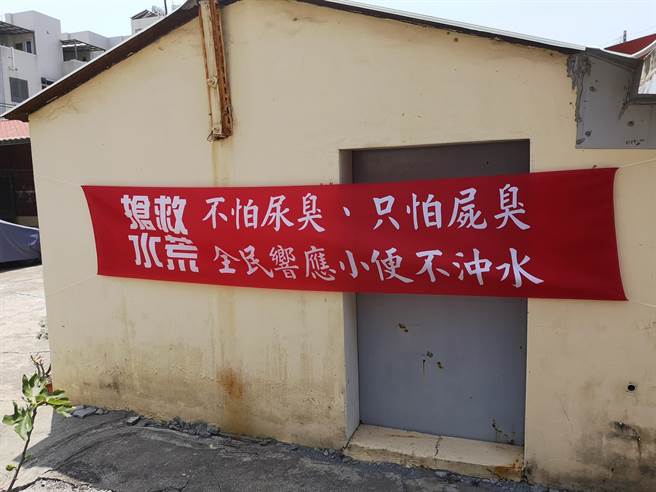 搶救
水荒
不怕尿臭、只怕屍臭
全民響應小便不沖水